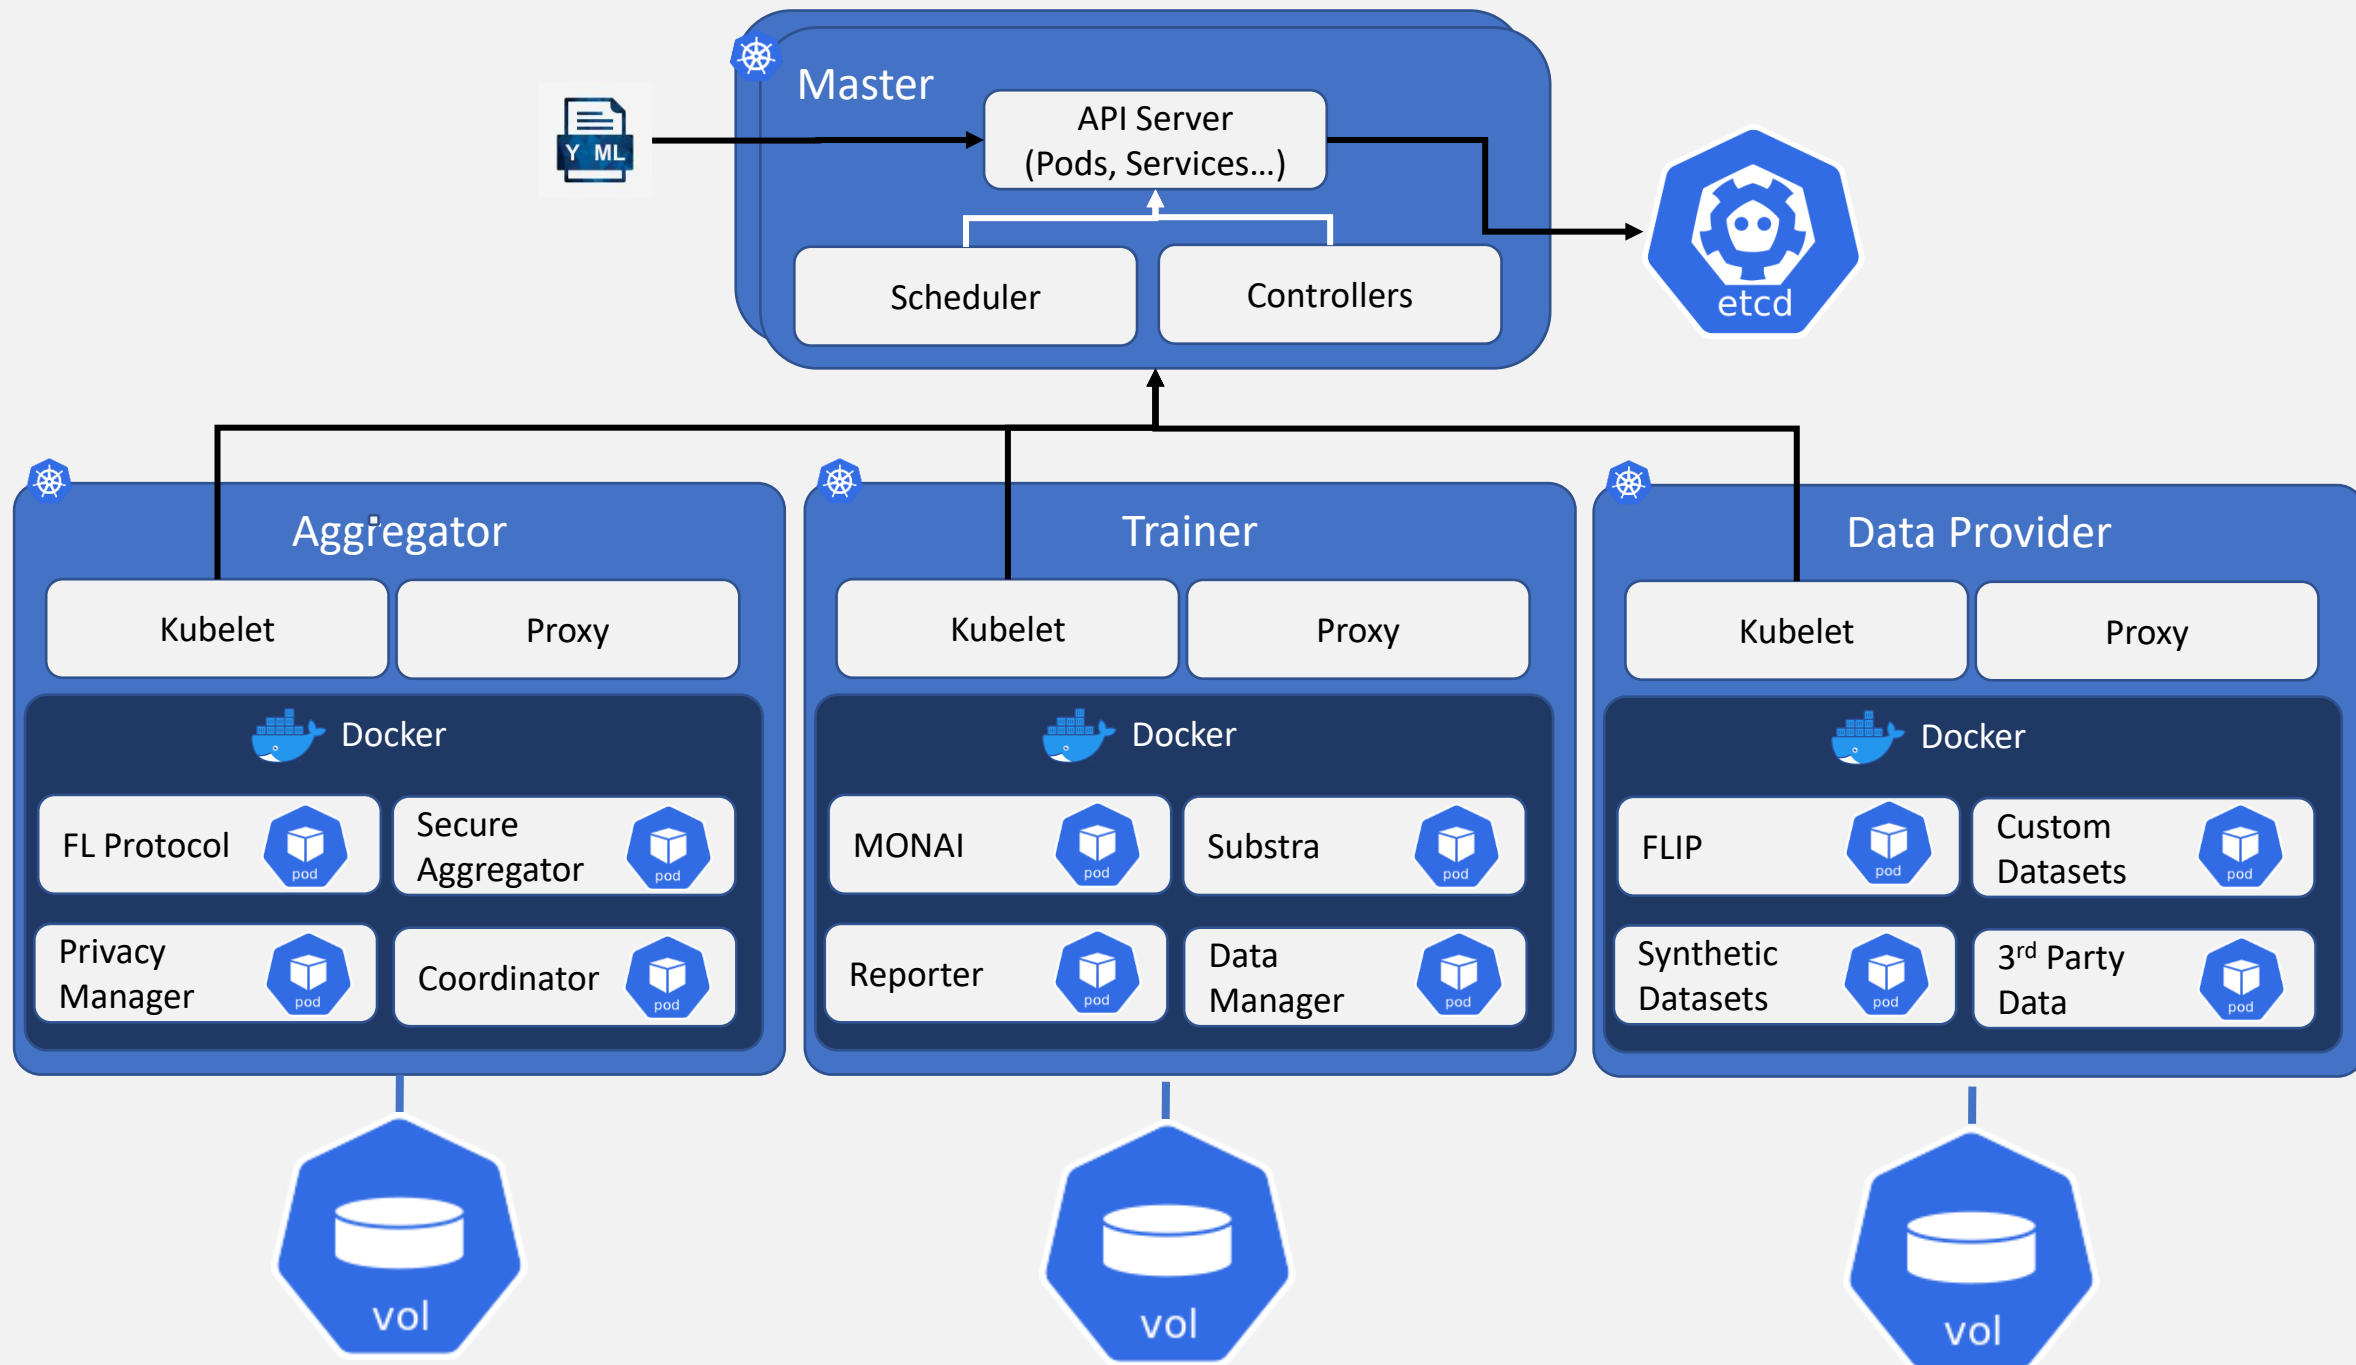 Master
API Server
(Pods, Services...)
Y ML
Scheduler
Controllers
etcd
Aggregator
Kubelet
Proxy
Docker
FL Protocol
pod
Secure
Aggregator
pod
Privacy
Manager
pod
Coordinator
pod
Trainer
Kubelet
Proxy
Docker
MONAI
pod
Substra
pod
Reporter
pod
Data
Manager
pod
Data Provider
Kubelet
Proxy
Docker
FLIP
pod
Custom
Datasets
pod
Synthetic
Datasets
pod
3rd Party
Data
pod
vol
vol
vol